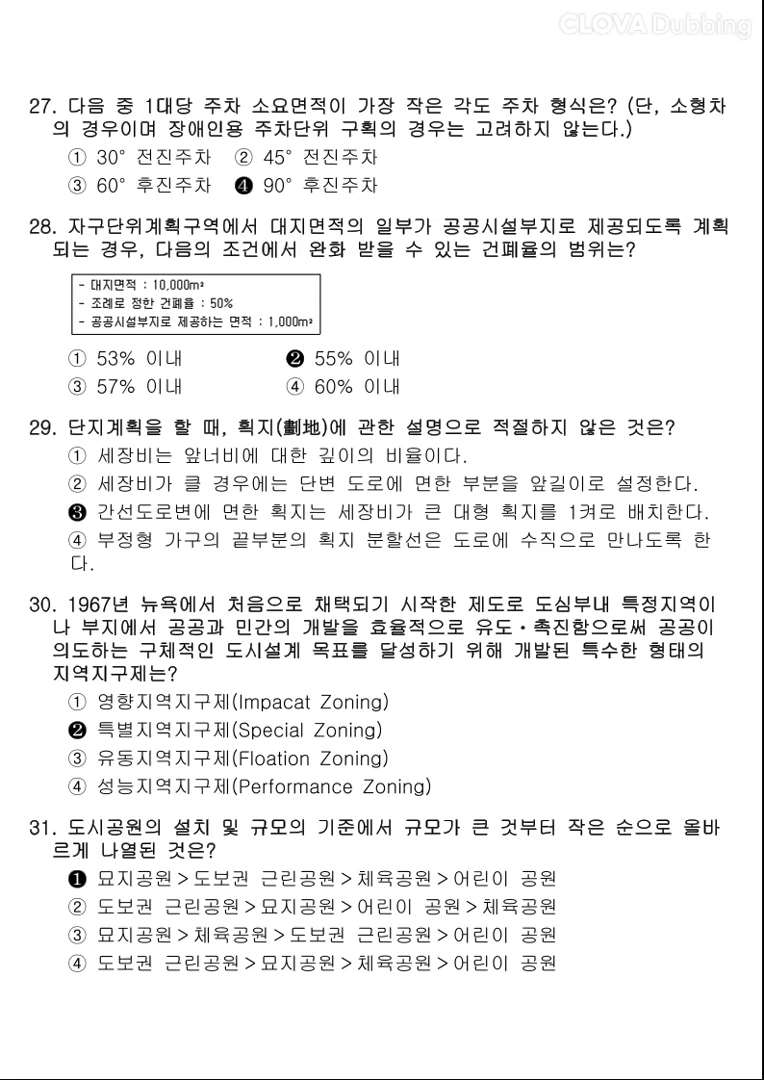 CLOVA Dubbing
27. 다음 중 1대당 주차 소요면적이 가장 작은 각도 주차 형식은? (단, 소형차
의 경우이며 장애인용 주차단위 구획의 경우는 고려하지 않는다.)
① 30° 전진주차 ② 45° 전진주차
③ 60° 후진주차 ❹ 90° 후진주차
28. 자구단위계획구역에서 대지면적의 일부가 공공시설부지로 제공되도록 계획
되는 경우, 다음의 조건에서 완화 받을 수 있는 건폐율의 범위는?
- 대지면적 : 10,000m²
- 조례로 정한 건폐율 : 50%
- 공공시설부지로 제공하는 면적 : 1,000m²
① 53% 이내 ❷ 55% 이내
③ 57% 이내 ④ 60% 이내
29. 단지계획을 할 때, 획지(劃地)에 관한 설명으로 적절하지 않은 것은?
① 세장비는 앞너비에 대한 깊이의 비율이다.
② 세장비가 클 경우에는 단변 도로에 면한 부분을 앞길이로 설정한다.
❸ 간선도로변에 면한 획지는 세장비가 큰 대형 획지를 1켜로 배치한다.
④ 부정형 가구의 끝부분의 획지 분할선은 도로에 수직으로 만나도록 한
다.
30. 1967년 뉴욕에서 처음으로 채택되기 시작한 제도로 도심부내 특정지역이
나 부지에서 공공과 민간의 개발을 효율적으로 유도·촉진함으로써 공공이
의도하는 구체적인 도시설계 목표를 달성하기 위해 개발된 특수한 형태의
지역지구제는?
① 영향지역지구제(Impacat Zoning)
❷ 특별지역지구제(Special Zoning)
③ 유동지역지구제(Floation Zoning)
④ 성능지역지구제(Performance Zoning)
31. 도시공원의 설치 및 규모의 기준에서 규모가 큰 것부터 작은 순으로 올바
르게 나열된 것은?
❶ 묘지공원>도보권 근린공원>체육공원>어린이 공원
② 도보권 근린공원>묘지공원>어린이 공원>체육공원
③ 묘지공원>체육공원>도보권 근린공원>어린이 공원
④ 도보권 근린공원>묘지공원>체육공원>어린이 공원